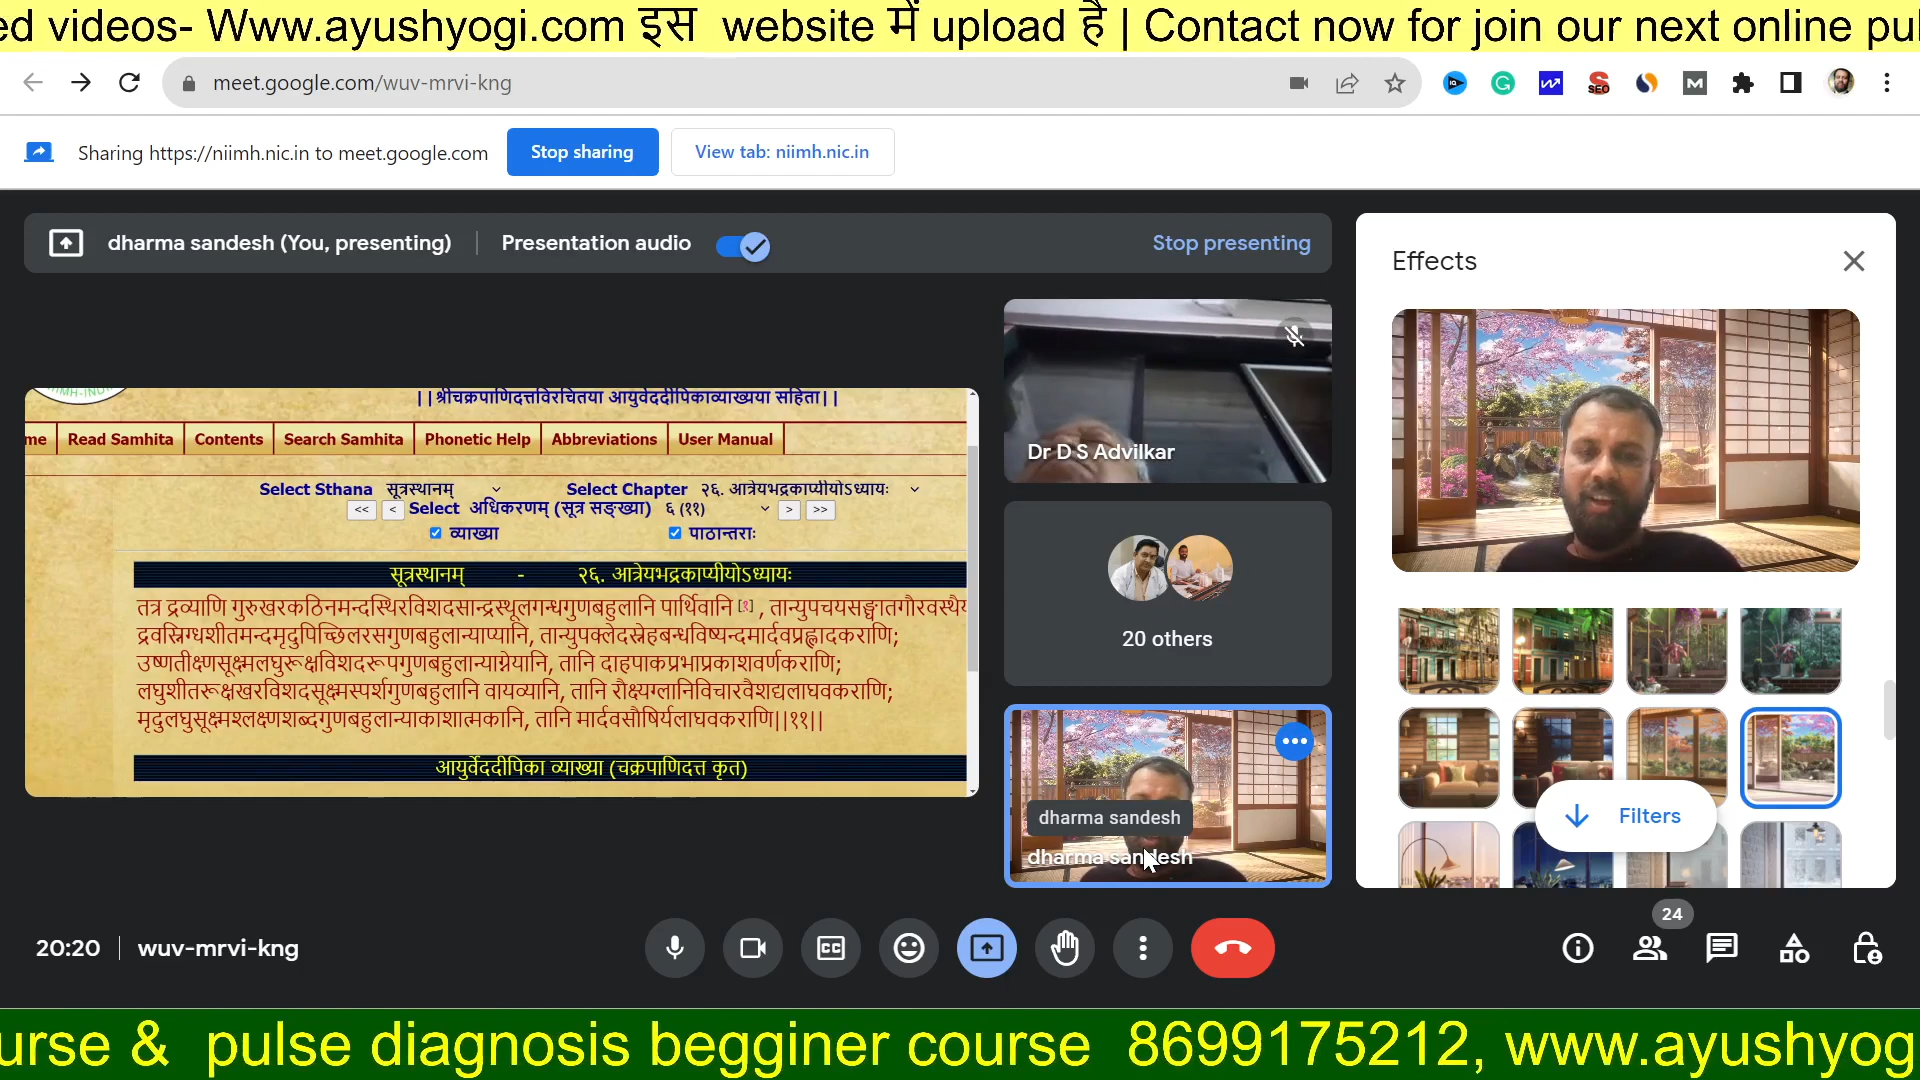 ed videos- Www.ayushyogi.com इस website में upload है | Contact now for join our next online pul
meet.google.com/wuv-mrvi-kng
Sharing https://niimh.nic.in to meet.google.com
Stop sharing
View tab: niimh.nic.in
dharma sandesh (You, presenting)
Presentation audio
Stop presenting
Effects
||श्रीचक्रपाणिदत्तविरचितया आयुर्वेददीपिकाव्याख्यया सहिता||
me Read Samhita Contents Search Samhita Phonetic Help Abbreviations User Manual
Select Sthana सूत्रस्थानम् Select Chapter २६. आत्रेयभद्रकाप्यीयोऽध्यायः
<< < Select अधिकरणम् (सूत्र सङ्ख्या) ६ (११) > >>
व्याख्या पाठान्तराः
सूत्रस्थानम् - २६. आत्रेयभद्रकाप्यीयोऽध्यायः
तत्र द्रव्याणि गुरुखरकठिनमन्दस्थिरविशदसान्द्रस्थूलगन्धगुणबहुलानि पार्थिवानि [१] , तान्युपचयसङ्घातगौरवस्थैर्य
द्रवस्निग्धशीतमन्दमृदुपिच्छिलरसगुणबहुलान्याप्यानि, तान्युपक्लेदस्नेहबन्धविष्यन्दमार्दवप्रह्लादकराणि;
उष्णतीक्ष्णसूक्ष्मलघुरूक्षविशदरूपगुणबहुलान्याग्नेयानि, तानि दाहपाकप्रभाप्रकाशवर्णकराणि;
लघुशीतरूक्षखरविशदसूक्ष्मस्पर्शगुणबहुलानि वायव्यानि, तानि रौक्ष्यग्लानिविचारवैशद्यलाघवकराणि;
मृदुलघुसूक्ष्मश्लक्ष्णशब्दगुणबहुलान्याकाशात्मकानि, तानि मार्दवसौषिर्यलाघवकराणि||११||
आयुर्वेददीपिका व्याख्या (चक्रपाणिदत्त कृत)
Dr D S Advilkar
20 others
dharma sandesh
dharma sandesh
Filters
20:20
wuv-mrvi-kng
24
urse & pulse diagnosis begginer course 8699175212, www.ayushyog